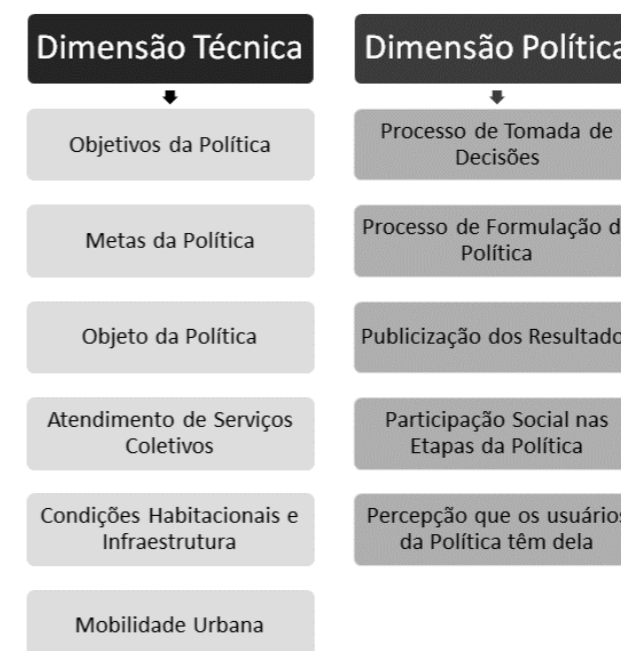 Dimensão Técnica
Objetivos da Política
Metas da Política
Objeto da Política
Atendimento de Serviços
Coletivos
Condições Habitacionais e
Infraestrutura
Mobilidade Urbana
Dimensão Política
Processo de Tomada de
Decisões
Processo de Formulação d
Política
Publicização dos Resultado
Participação Social nas
Etapas da Política
Percepção que os usuários
da Política têm dela